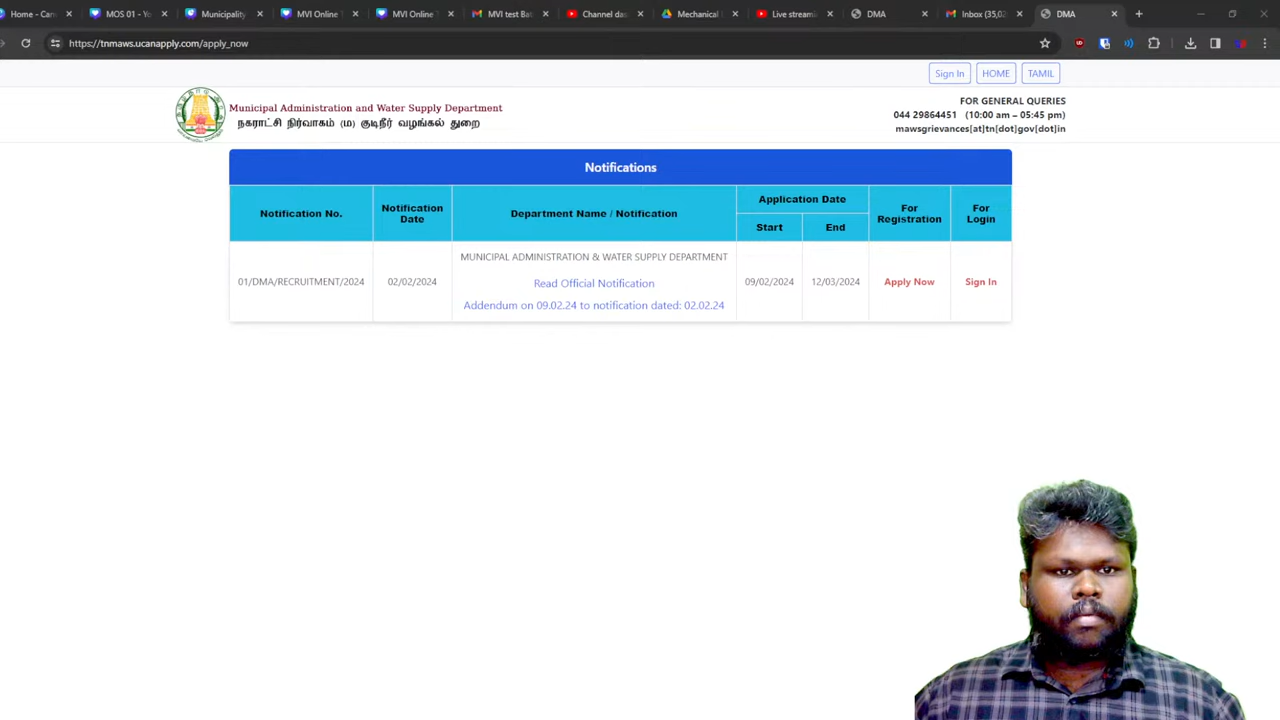 Home - Can
MOS 01 - Yo
Municipality
MVI Online T
MVI Online T
MVI test Bat
Channel das
Mechanical
Live streami
DMA
Inbox (35,02
DMA
https://tnmaws.ucanapply.com/apply_now
Sign In
HOME
TAMIL
Municipal Administration and Water Supply Department
நகராட்சி நிர்வாகம் (ம) குடிநீர் வழங்கல் துறை
FOR GENERAL QUERIES
044 29864451 (10:00 am – 05:45 pm)
mawsgrievances[at]tn[dot]gov[dot]in
Notifications
Notification No.
Notification
Date
Department Name / Notification
Application Date
Start
End
For
Registration
For
Login
01/DMA/RECRUITMENT/2024
02/02/2024
MUNICIPAL ADMINISTRATION & WATER SUPPLY DEPARTMENT
Read Official Notification
Addendum on 09.02.24 to notification dated: 02.02.24
09/02/2024
12/03/2024
Apply Now
Sign In